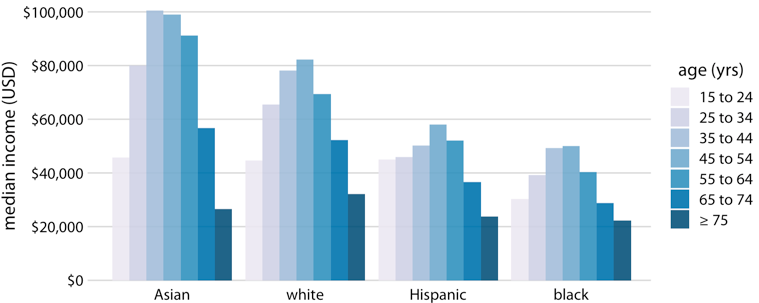 median income (USD)
$100,000
$80,000
$60,000
$40,000
$20,000
$0
Asian
white
Hispanic
black
age (yrs)
15 to 24
25 to 34
35 to 44
45 to 54
55 to 64
65 to 74
≥ 75